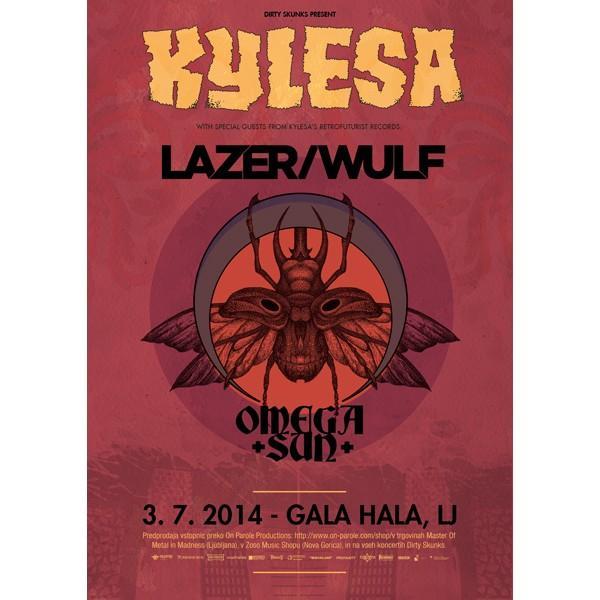 DIRTY SKUNKS PRESENT
KYLESA
WITH SPECIAL GUESTS FROM KYLESA'S RETROFUTURIST RECORDS:
LAZER/WULF
OMEGA
+SUN+
3. 7. 2014 - GALA HALA, LJ
Predprodaja vstopnic preko On Parole Productions: http://www.on-parole.com/shop/v trgovinah Master Of
Metal in Madness (Ljubljana), v Zoso Music Shopu (Nova Gorica), in na vseh koncertih Dirty Skunks.